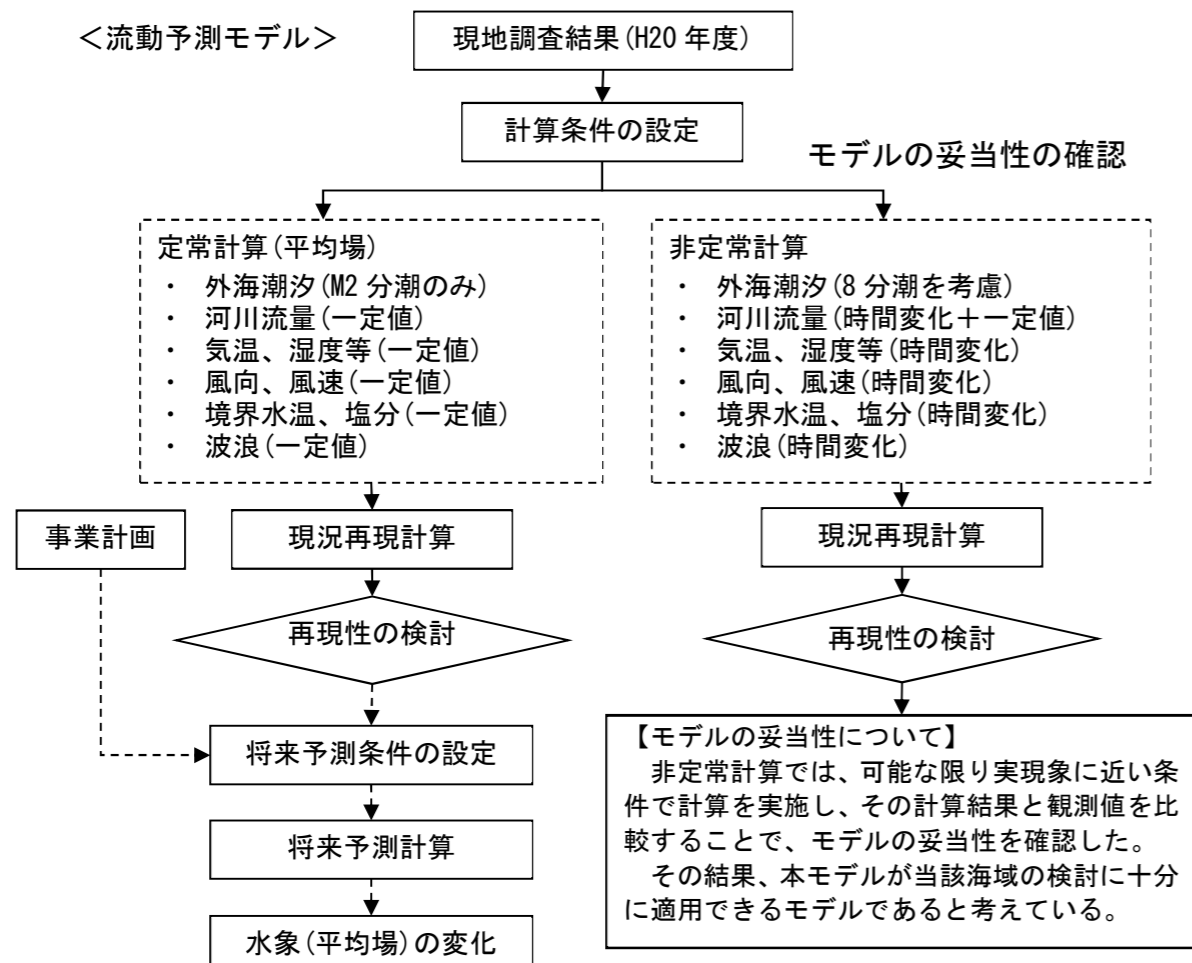 ＜流動予測モデル＞
現地調査結果(H20 年度)
計算条件の設定
モデルの妥当性の確認
定常計算(平均場)
・ 外海潮汐(M2 分潮のみ)
・ 河川流量(一定値)
・ 気温、湿度等(一定値)
・ 風向、風速(一定値)
・ 境界水温、塩分(一定値)
・ 波浪(一定値)
非定常計算
・ 外海潮汐(8 分潮を考慮)
・ 河川流量(時間変化＋一定値)
・ 気温、湿度等(時間変化)
・ 風向、風速(時間変化)
・ 境界水温、塩分(時間変化)
・ 波浪(時間変化)
事業計画
現況再現計算
現況再現計算
再現性の検討
再現性の検討
将来予測条件の設定
将来予測計算
水象(平均場)の変化
【モデルの妥当性について】
非定常計算では、可能な限り実現象に近い条
件で計算を実施し、その計算結果と観測値を比
較することで、モデルの妥当性を確認した。
その結果、本モデルが当該海域の検討に十分
に適用できるモデルであると考えている。